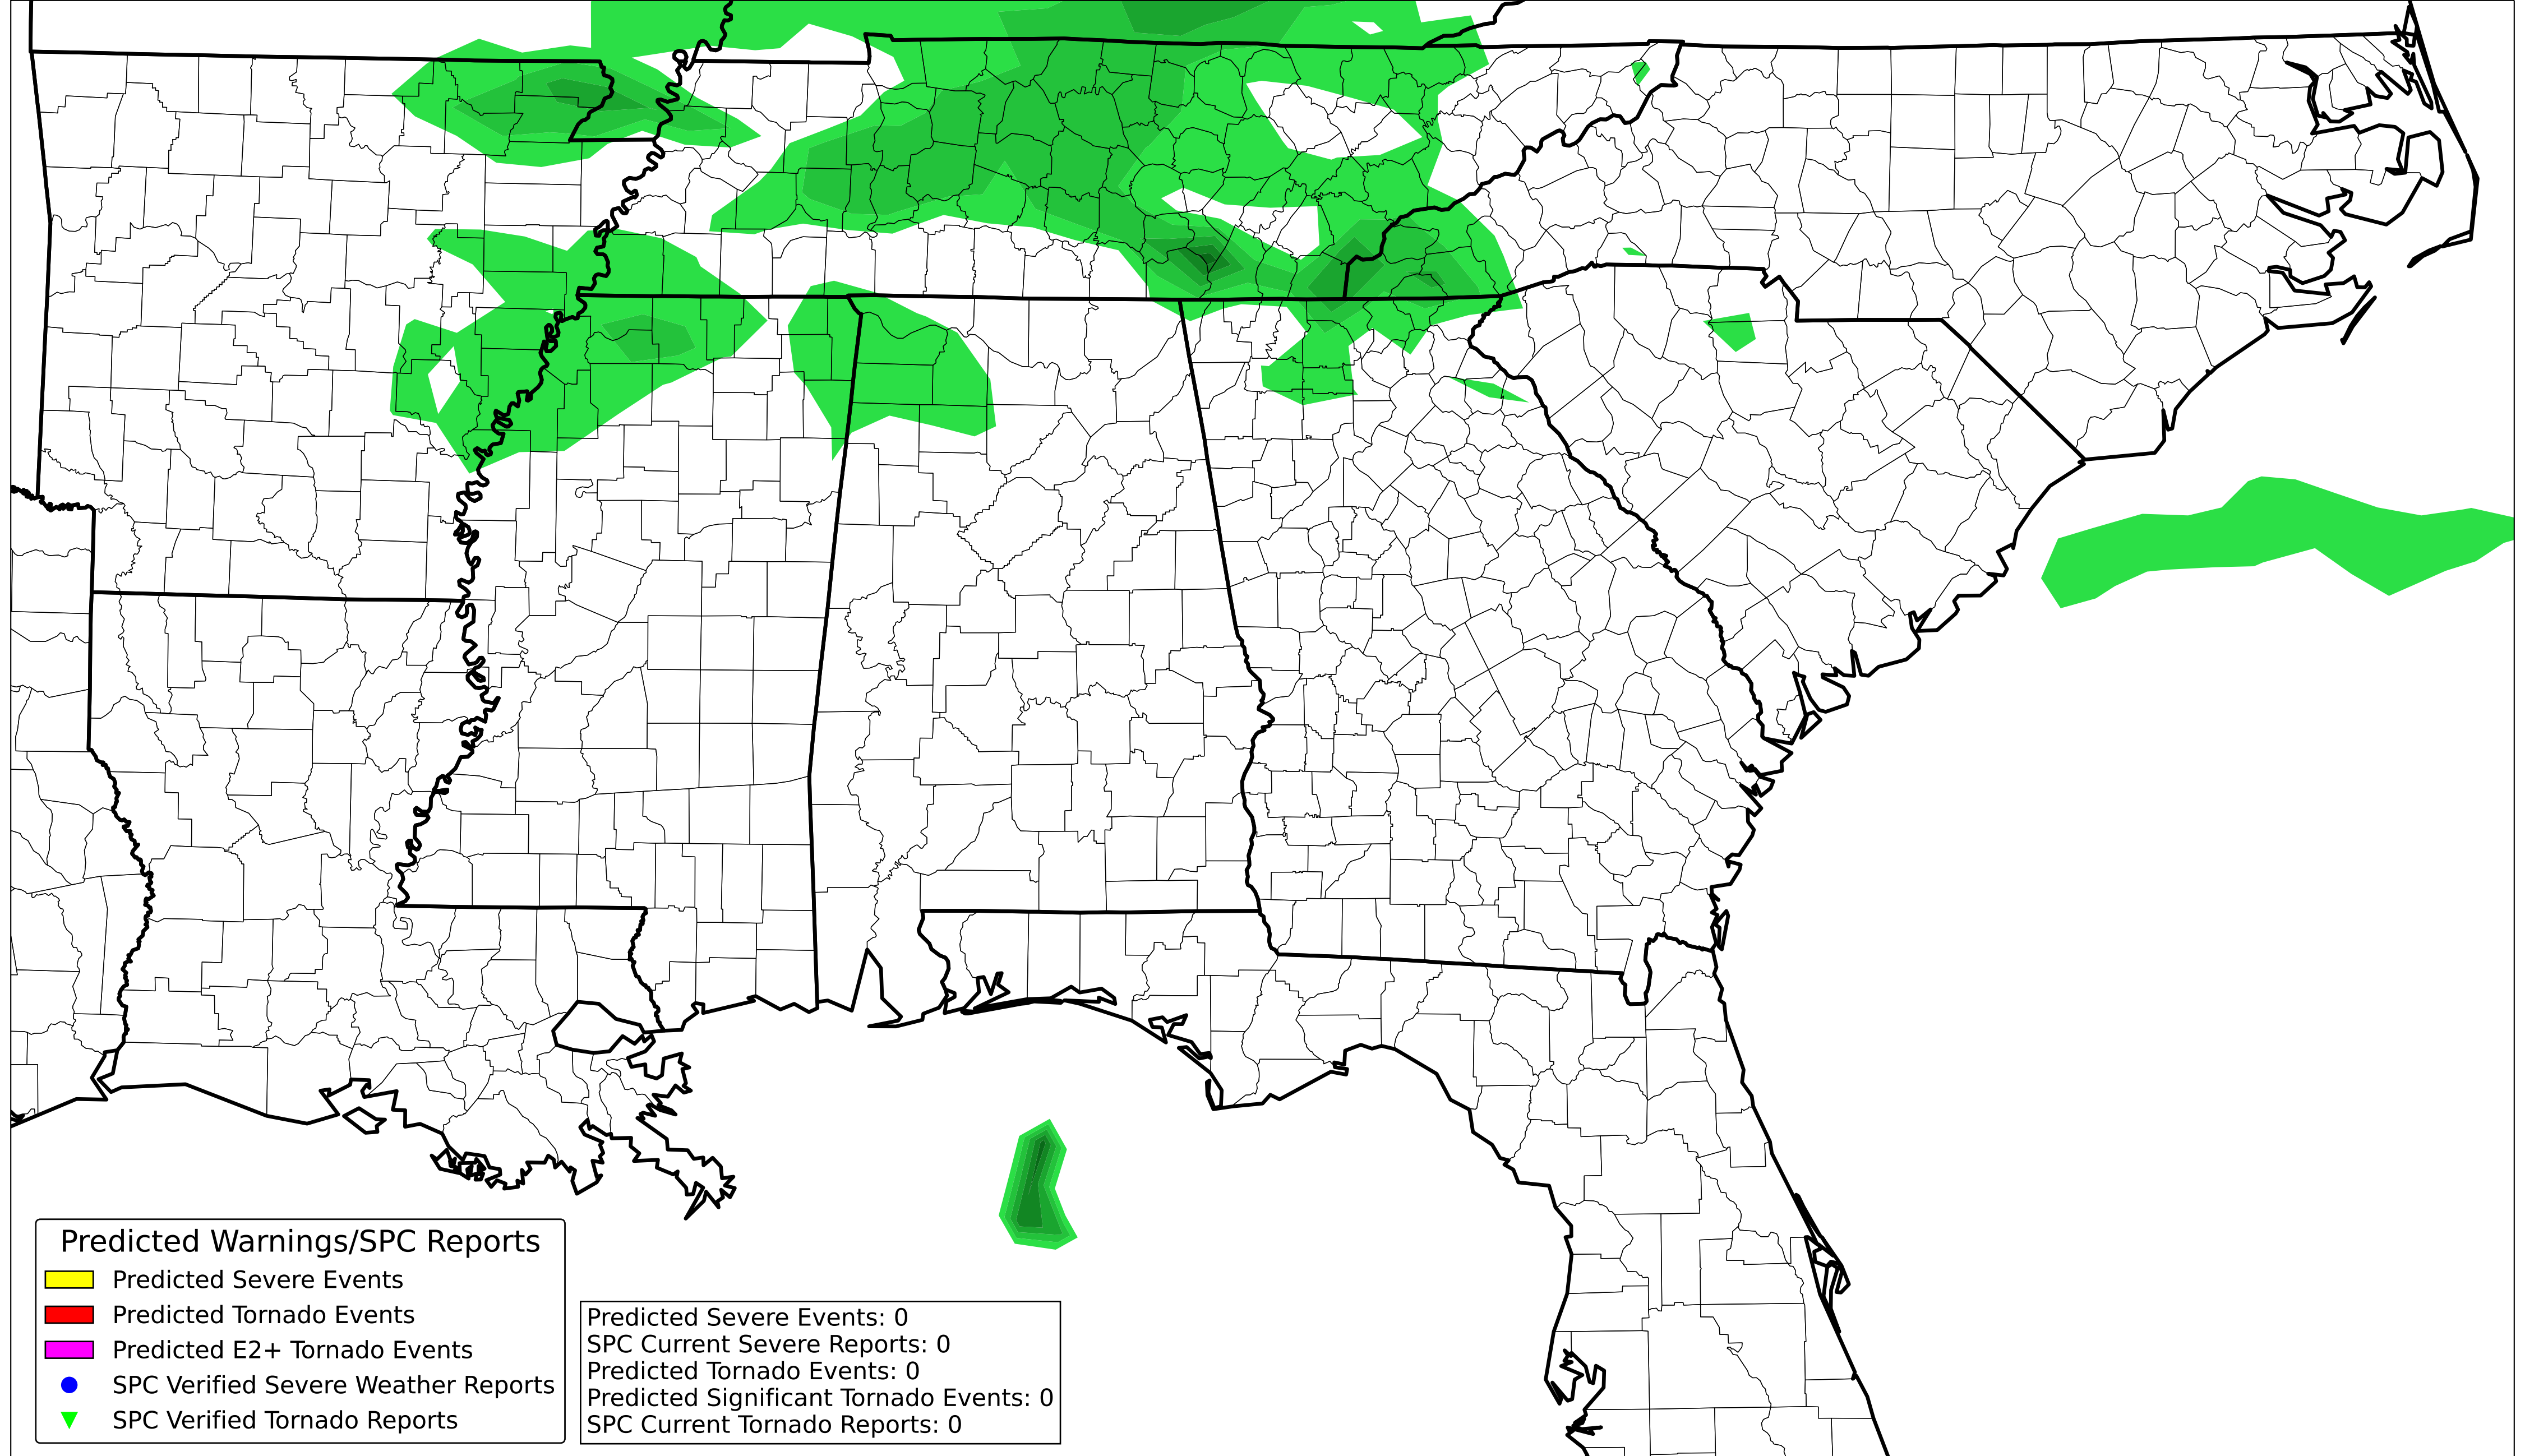 Predicted Warnings/SPC Reports
Predicted Severe Events
Predicted Tornado Events
Predicted E2+ Tornado Events
SPC Verified Severe Weather Reports
SPC Verified Tornado Reports
Predicted Severe Events: 0
SPC Current Severe Reports: 0
Predicted Tornado Events: 0
Predicted Significant Tornado Events: 0
SPC Current Tornado Reports: 0